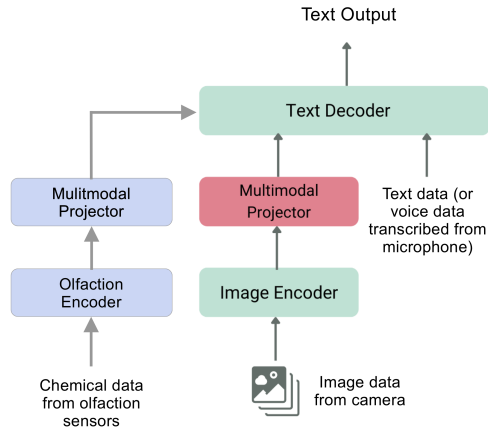 Text Output
Text Decoder
Mulitmodal
Projector
Multimodal
Projector
Text data (or
voice data
transcribed from
microphone)
Olfaction
Encoder
Image Encoder
Chemical data
from olfaction
sensors
Image data
from camera